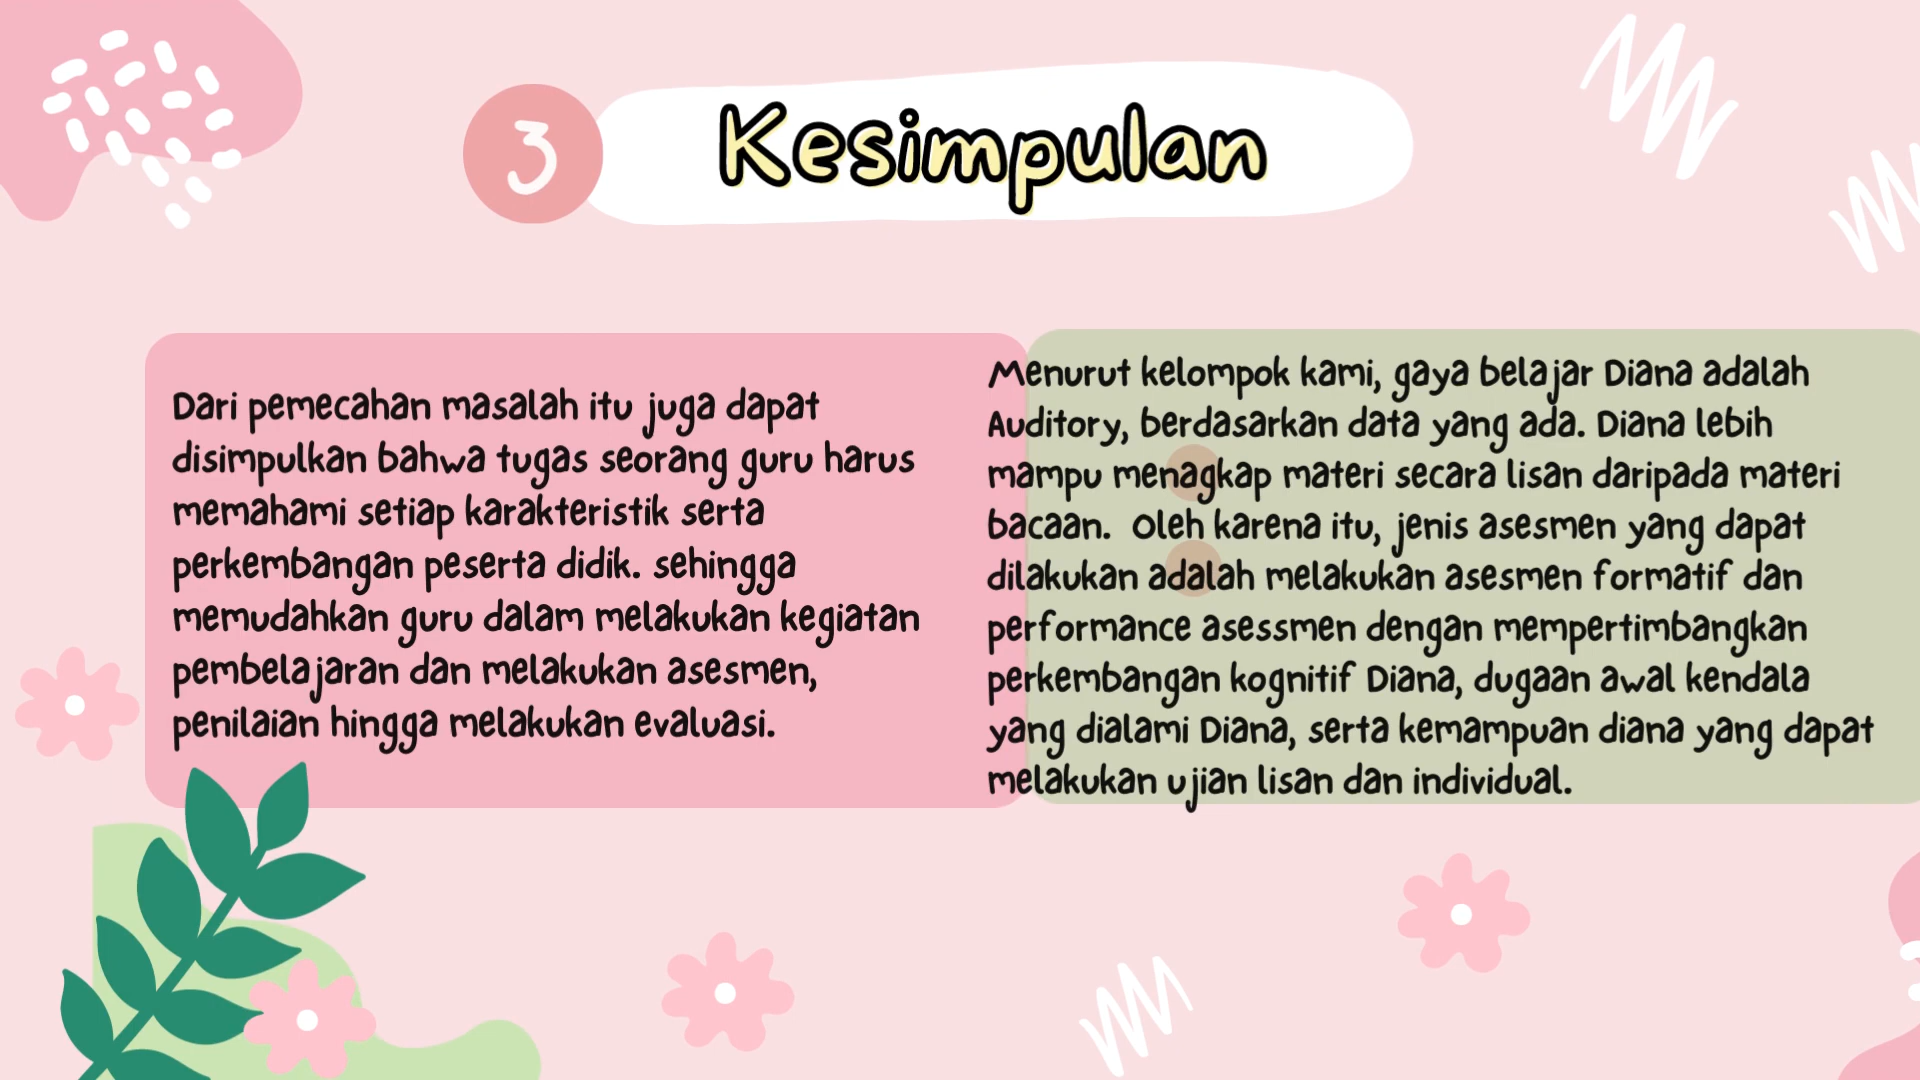 3
Kesimpulan
Dari pemecahan masalah itu juga dapat
disimpulkan bahwa tugas seorang guru harus
memahami setiap karakteristik serta
perkembangan peserta didik. sehingga
memudahkan guru dalam melakukan kegiatan
pembelajaran dan melakukan asesmen,
penilaian hingga melakukan evaluasi.
Menurut kelompok kami, gaya belajar Diana adalah
Auditory, berdasarkan data yang ada. Diana lebih
mampu menagkap materi secara lisan daripada materi
bacaan. Oleh karena itu, jenis asesmen yang dapat
dilakukan adalah melakukan asesmen formatif dan
performance asessmen dengan mempertimbangkan
perkembangan kognitif Diana, dugaan awal kendala
yang dialami Diana, serta kemampuan diana yang dapat
melakukan ujian lisan dan individual.